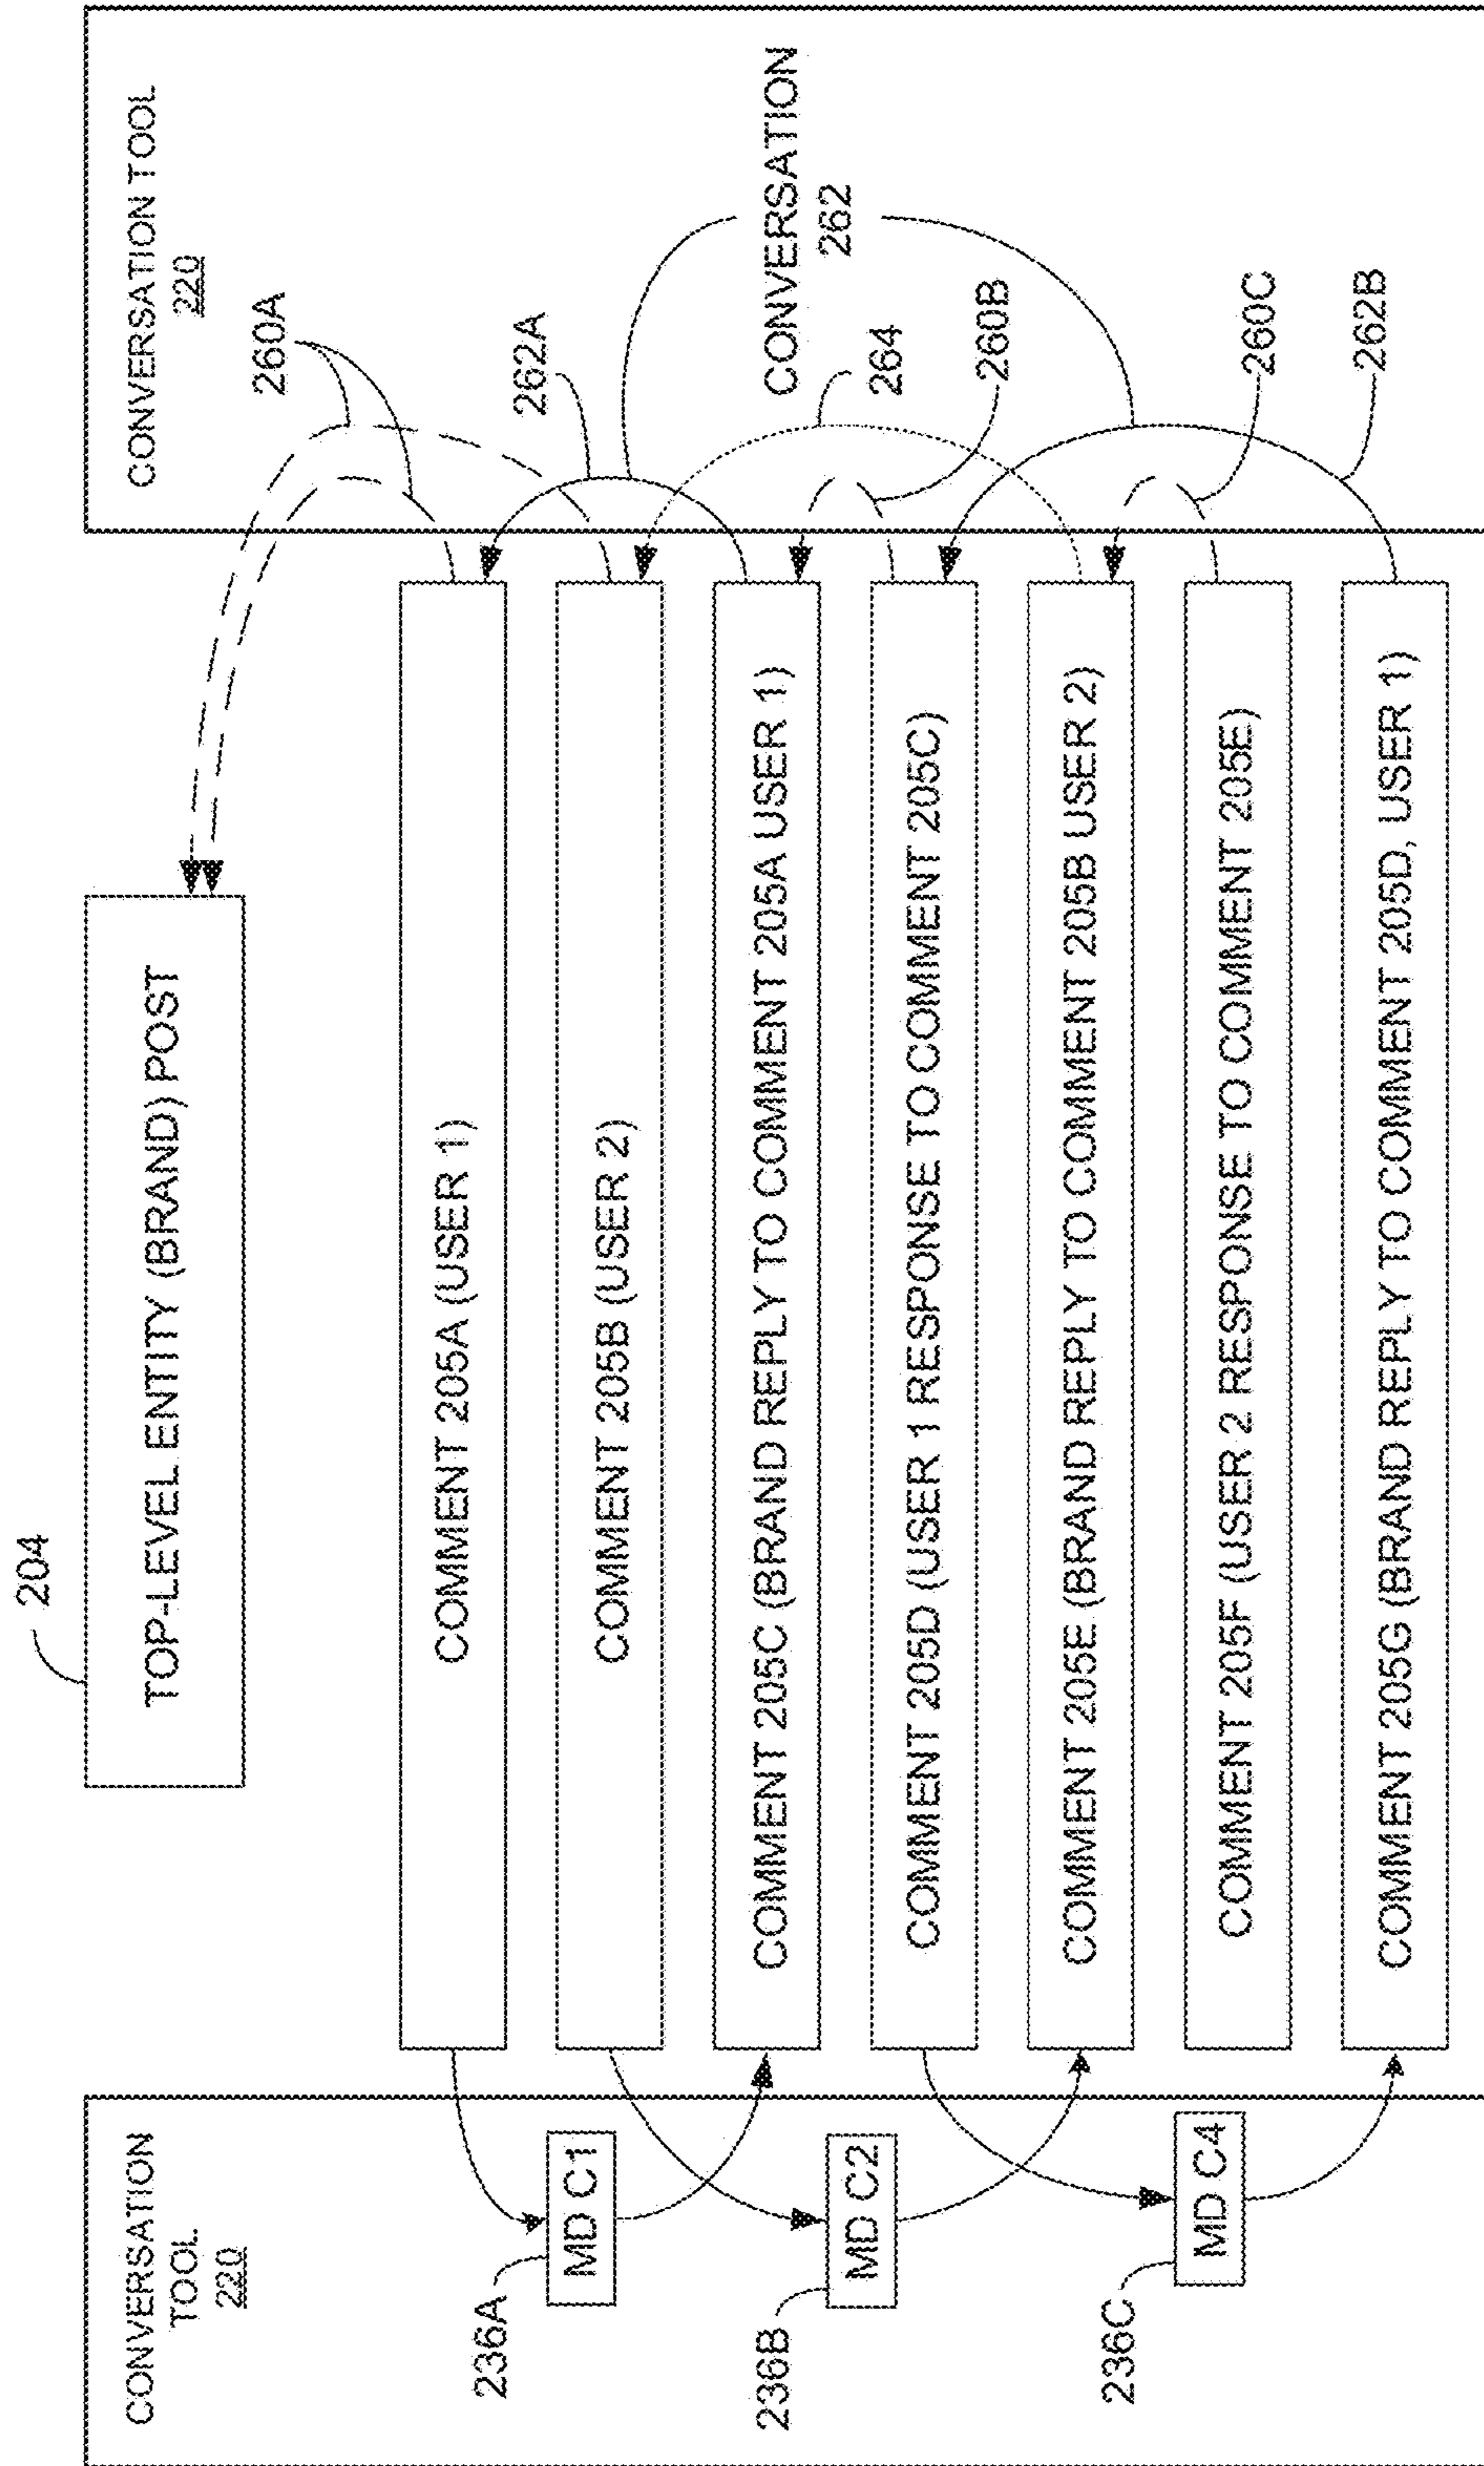 204
TOP-LEVEL ENTITY (BRAND) POST
CONVERSATION
TOOL
220
CONVERSATION TOOL
220
236A
MD C1
236B
MD C2
236C
MD C4
COMMENT 205A (USER 1)
COMMENT 205B (USER 2)
COMMENT 205C (BRAND REPLY TO COMMENT 205A USER 1)
COMMENT 205D (USER 1 RESPONSE TO COMMENT 205C)
COMMENT 205E (BRAND REPLY TO COMMENT 205B USER 2)
COMMENT 205F (USER 2 RESPONSE TO COMMENT 205E)
COMMENT 205G (BRAND REPLY TO COMMENT 205D, USER 1)
260A
262A
CONVERSATION
262
264
260B
260C
262B